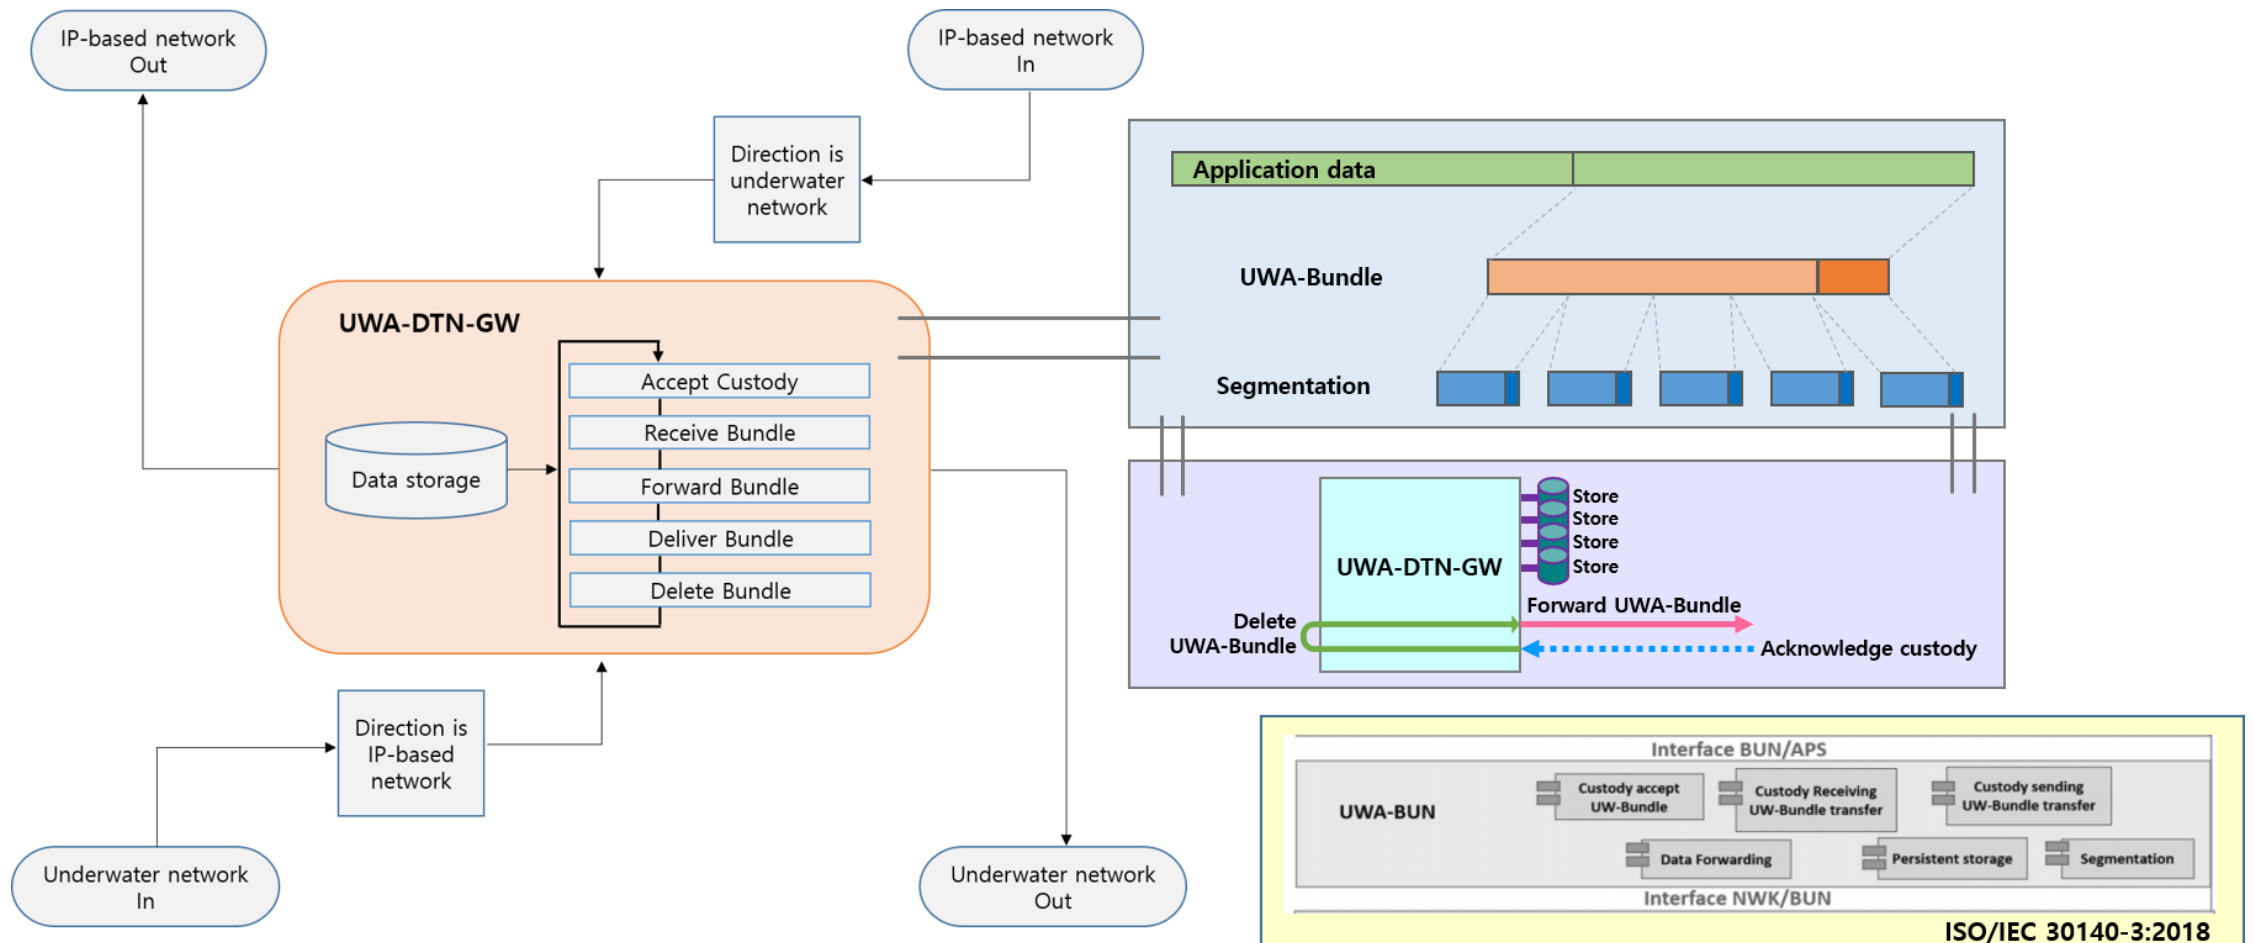 IP-based network
Out
IP-based network
In
Direction is
underwater
network
UWA-DTN-GW
Accept Custody
Receive Bundle
Forward Bundle
Deliver Bundle
Delete Bundle
Data storage
Direction is
IP-based
network
Underwater network
In
Underwater network
Out
Application data
UWA-Bundle
Segmentation
UWA-DTN-GW
Store
Store
Store
Store
Forward UWA-Bundle
Delete
UWA-Bundle
Acknowledge custody
Interface BUN/APS
UWA-BUN
Custody accept
UW-Bundle
Custody Receiving
UW-Bundle transfer
Custody sending
UW-Bundle transfer
Data Forwarding
Persistent storage
Segmentation
Interface NWK/BUN
ISO/IEC 30140-3:2018